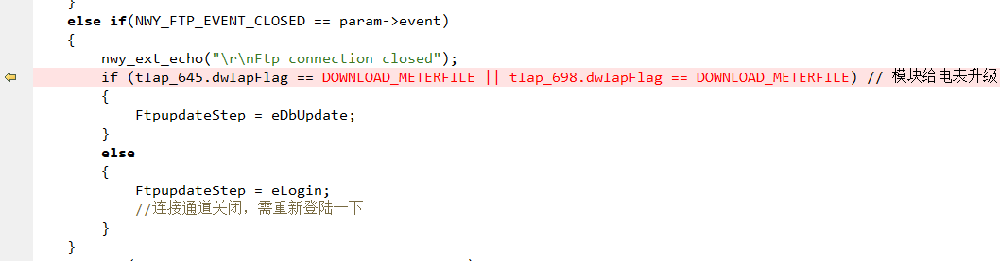 }
else if(NWY_FTP_EVENT_CLOSED == param->event)
{
nwy_ext_echo("\r\nFtp connection closed");
if (tIap_645.dwIapFlag == DOWNLOAD_METERFILE || tIap_698.dwIapFlag == DOWNLOAD_METERFILE) // 模块给电表升级
{
FtpupdateStep = eDbUpdate;
}
else
{
FtpupdateStep = eLogin;
//连接通道关闭，需重新登陆一下
}
}